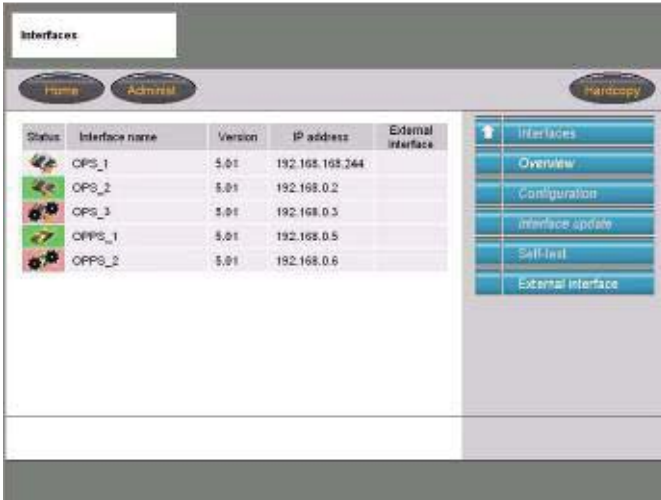 Interfaces
Home
Administ
Hardcopy
Status Interface name Version IP address External interface
OPS_1 5.01 192.168.168.244
OPS_2 5.01 192.168.0.2
OPS_3 5.01 192.168.0.3
OPPS_1 5.01 192.168.0.5
OPPS_2 5.01 192.168.0.6
Interfaces
Overview
Configuration
Interface update
Self-test
External interface